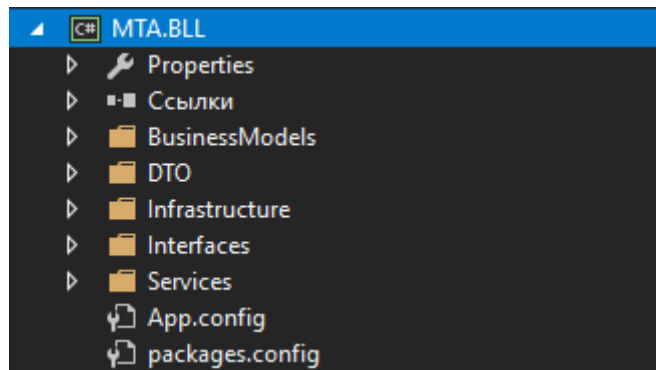 C# MTA.BLL
Properties
Ссылки
BusinessModels
DTO
Infrastructure
Interfaces
Services
App.config
packages.config